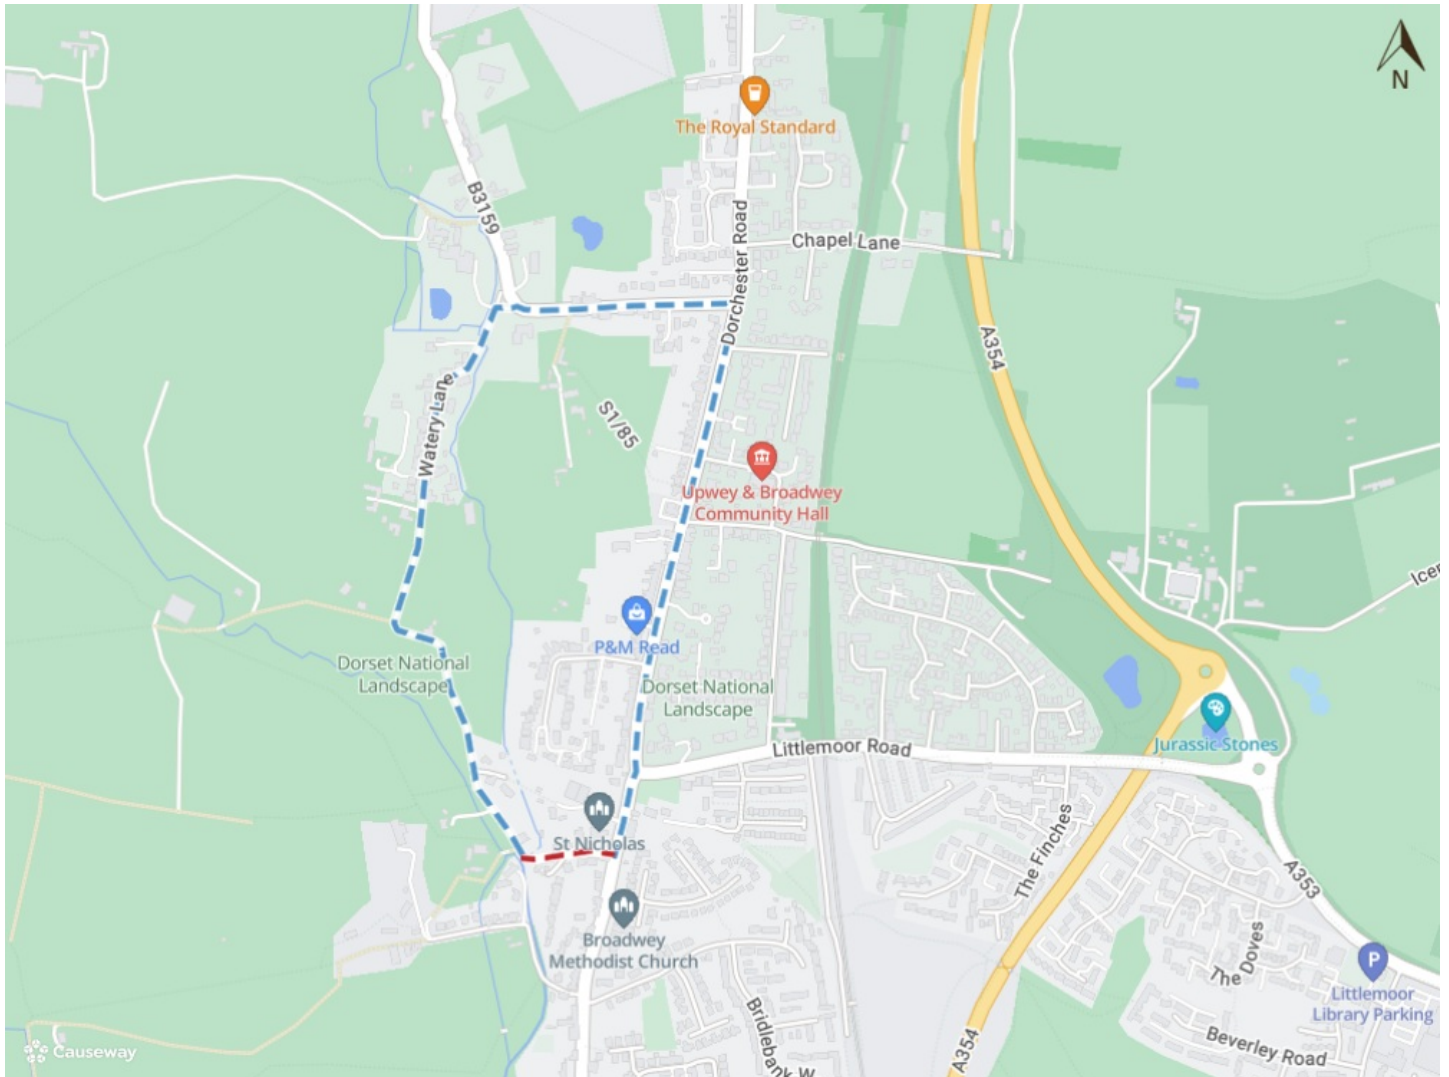 N
The Royal Standard
B3159
Dorchester Road
Chapel Lane
A354
Watery Lane
S1/85
Upwey & Broadwey
Community Hall
Icen
P&M Read
Dorset National
Landscape
Dorset National
Landscape
Jurassic Stones
Littlemoor Road
St Nicholas
The Finches
A353
Broadwey
Methodist Church
The Doves
P
Littlemoor
Library Parking
Bridlebank W
Beverley Road
A354
Causeway